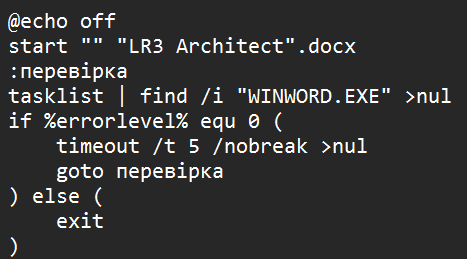 @echo off
start "" "LR3 Architect".docx
:перевірка
tasklist | find /i "WINWORD.EXE" >nul
if %errorlevel% equ 0 (
    timeout /t 5 /nobreak >nul
    goto перевірка
) else (
    exit
)